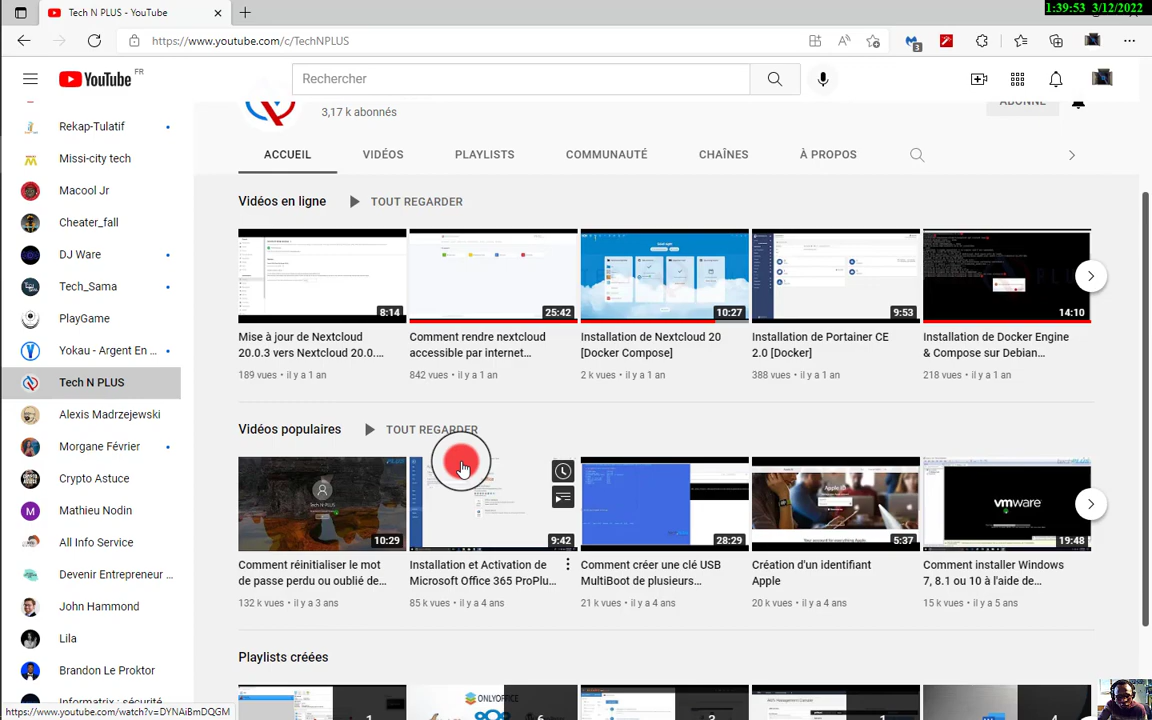 1:39:53 3/12/2022
Tech N PLUS - YouTube
https://www.youtube.com/c/TechNPLUS
3
YouTube FR
Rechercher
Rekap-Tulatif
Missi-city tech
Macool Jr
Cheater_fall
DJ Ware
Tech_Sama
PlayGame
Yokau - Argent En ...
Tech N PLUS
Alexis Madrzejewski
Morgane Février
Crypto Astuce
Mathieu Nodin
All Info Service
Devenir Entrepreneur ...
John Hammond
Lila
Brandon Le Proktor
Informatrix : sécurité
https://www.youtube.com/watch?v=DYNAiBmDQGM
3,17 k abonnés
ABONNÉ
ACCUEIL VIDÉOS PLAYLISTS COMMUNAUTÉ CHAÎNES À PROPOS
Vidéos en ligne TOUT REGARDER
8:14 25:42 10:27 9:53 14:10
Mise à jour de Nextcloud
20.0.3 vers Nextcloud 20.0....
189 vues • il y a 1 an
Comment rendre nextcloud
accessible par internet...
842 vues • il y a 1 an
Installation de Nextcloud 20
[Docker Compose]
2 k vues • il y a 1 an
Installation de Portainer CE
2.0 [Docker]
388 vues • il y a 1 an
Installation de Docker Engine
& Compose sur Debian...
218 vues • il y a 1 an
Vidéos populaires TOUT REGARDER
vmware
10:29 9:42 28:29 5:37 19:48
Comment réinitialiser le mot
de passe perdu ou oublié de...
132 k vues • il y a 3 ans
Installation et Activation de
Microsoft Office 365 ProPlu...
85 k vues • il y a 4 ans
Comment créer une clé USB
MultiBoot de plusieurs...
21 k vues • il y a 4 ans
Création d'un identifiant
Apple
20 k vues • il y a 4 ans
Comment installer Windows
7, 8.1 ou 10 à l'aide de...
15 k vues • il y a 5 ans
Playlists créées
ONLYOFFICE
1 6 3 1 4